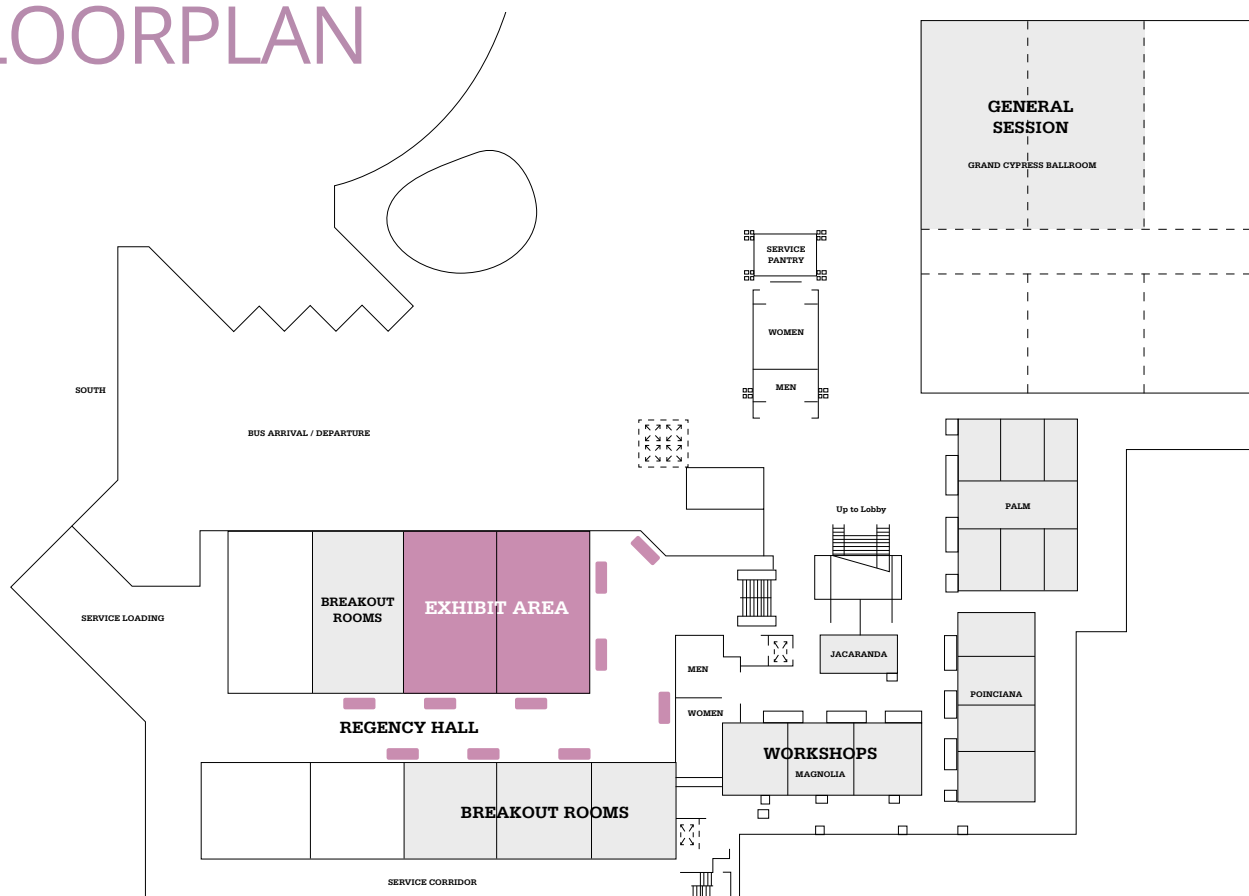 LOORPLAN
GENERAL
SESSION
GRAND CYPRESS BALLROOM
SERVICE
PANTRY
WOMEN
MEN
SOUTH
BUS ARRIVAL / DEPARTURE
Up to Lobby
PALM
BREAKOUT
ROOMS
EXHIBIT AREA
SERVICE LOADING
JACARANDA
MEN
POINCIANA
WOMEN
REGENCY HALL
WORKSHOPS
MAGNOLIA
BREAKOUT ROOMS
SERVICE CORRIDOR